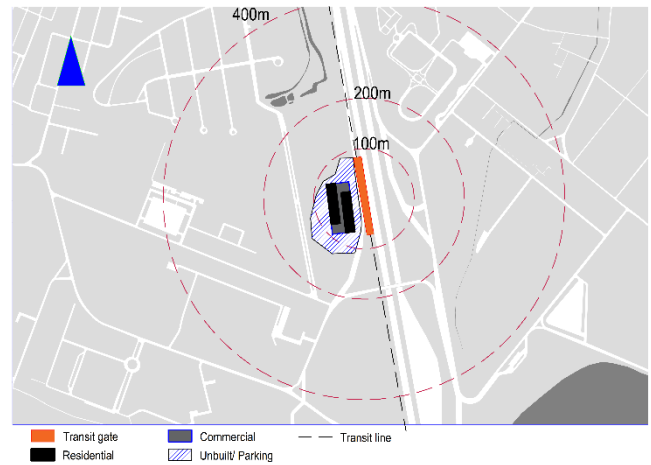 400m
200m
100m
Transit gate
Commercial
Transit line
Residential
Unbuilt/ Parking